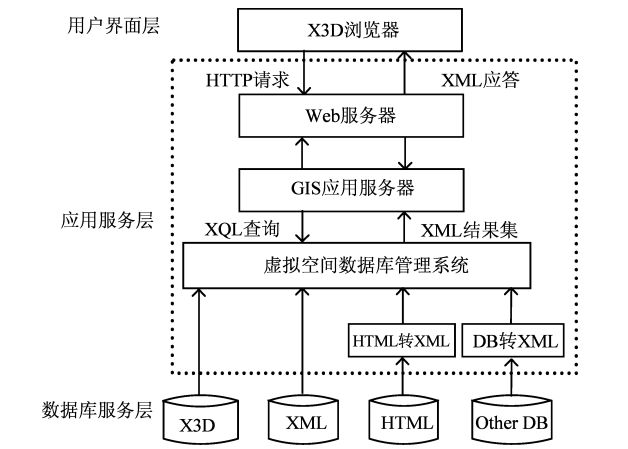 用户界面层
X3D浏览器
HTTP请求
XML应答
Web服务器
GIS应用服务器
应用服务层
XQL查询
XML结果集
虚拟空间数据库管理系统
HTML转XML
DB转XML
数据库服务层
X3D
XML
HTML
Other DB